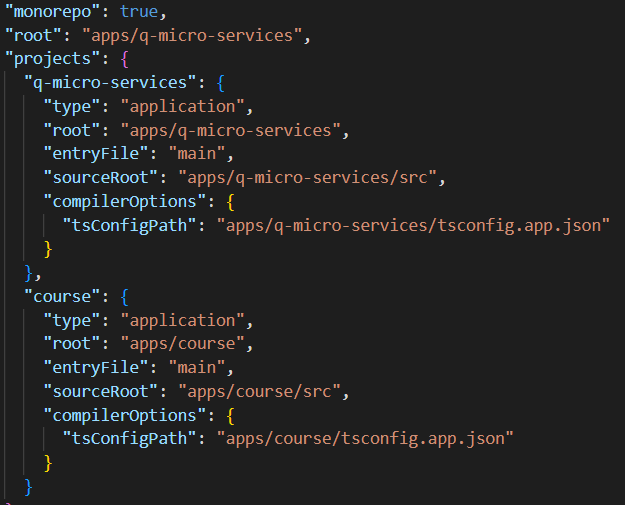 "monorepo": true,
"root": "apps/q-micro-services",
"projects": {
"q-micro-services": {
"type": "application",
"root": "apps/q-micro-services",
"entryFile": "main",
"sourceRoot": "apps/q-micro-services/src",
"compilerOptions": {
"tsConfigPath": "apps/q-micro-services/tsconfig.app.json"
}
},
"course": {
"type": "application",
"root": "apps/course",
"entryFile": "main",
"sourceRoot": "apps/course/src",
"compilerOptions": {
"tsConfigPath": "apps/course/tsconfig.app.json"
}
}